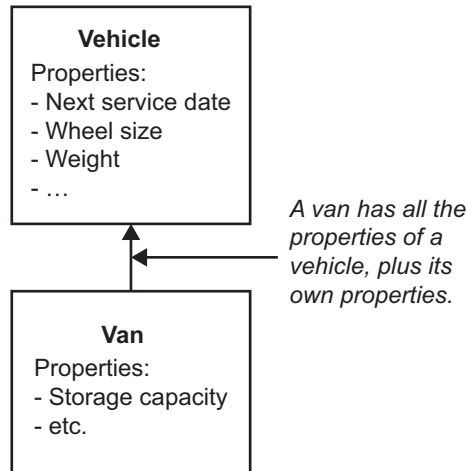 Vehicle
Properties:
- Next service date
- Wheel size
- Weight
- …
A van has all the
properties of a
vehicle, plus its
own properties.
Van
Properties:
- Storage capacity
- etc.